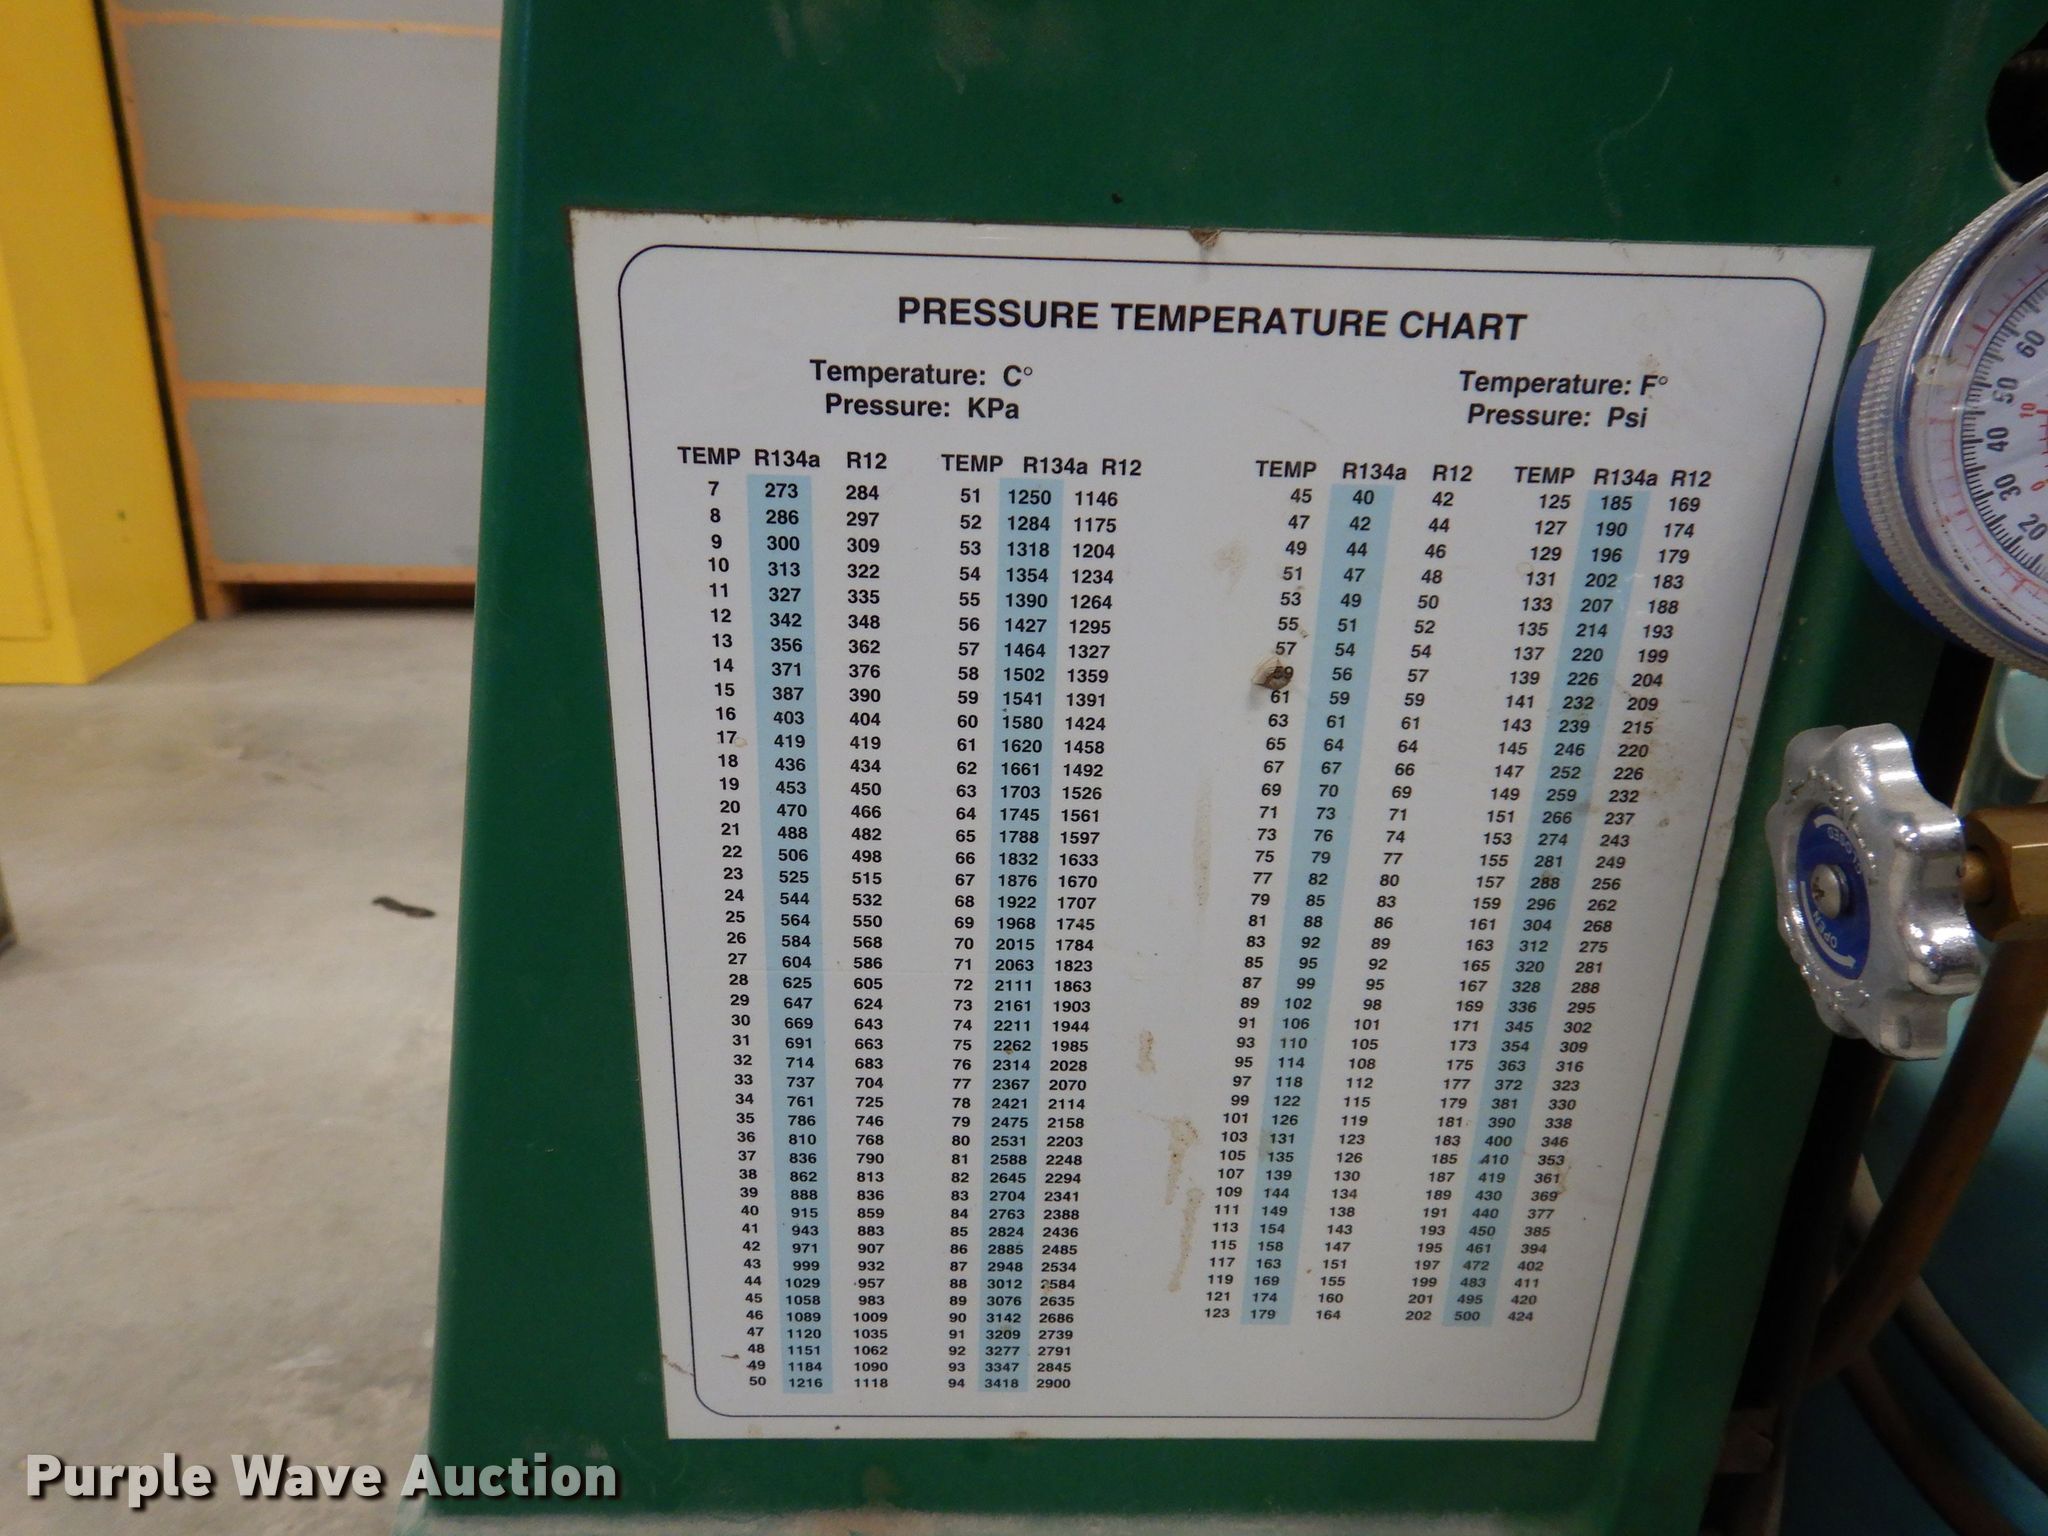 PRESSURE TEMPERATURE CHART
Temperature: C° Temperature: F°
Pressure: KPa Pressure: Psi
TEMP R134a R12 TEMP R134a R12 TEMP R134a R12 TEMP R134a R12
7 273 284 51 1250 1146 45 40 42 125 185 169
8 286 297 52 1284 1175 47 42 44 127 190 174
9 300 309 53 1318 1204 49 44 46 129 196 179
10 313 322 54 1354 1234 51 47 48 131 202 183
11 327 335 55 1390 1264 53 49 50 133 207 188
12 342 348 56 1427 1295 55 51 52 135 214 193
13 356 362 57 1464 1327 57 54 54 137 220 199
14 371 376 58 1502 1359 59 56 57 139 226 204
15 387 390 59 1541 1391 61 59 59 141 232 209
16 403 404 60 1580 1424 63 61 61 143 239 215
17 419 419 61 1620 1458 65 64 64 145 246 220
18 436 434 62 1661 1492 67 67 66 147 252 226
19 453 450 63 1703 1526 69 70 69 149 259 232
20 470 466 64 1745 1561 71 73 71 151 266 237
21 488 482 65 1788 1597 73 76 74 153 274 243
22 506 498 66 1832 1633 75 79 77 155 281 249
23 525 515 67 1876 1670 77 82 80 157 288 256
24 544 532 68 1922 1707 79 85 83 159 296 262
25 564 550 69 1968 1745 81 88 86 161 304 268
26 584 568 70 2015 1784 83 92 89 163 312 275
27 604 586 71 2063 1823 85 95 92 165 320 281
28 625 605 72 2111 1863 87 99 95 167 328 288
29 647 624 73 2161 1903 89 102 98 169 336 295
30 669 643 74 2211 1944 91 106 101 171 345 302
31 691 663 75 2262 1985 93 110 105 173 354 309
32 714 683 76 2314 2028 95 114 108 175 363 316
33 737 704 77 2367 2070 97 118 112 177 372 323
34 761 725 78 2421 2114 99 122 115 179 381 330
35 786 746 79 2475 2158 101 126 119 181 390 338
36 810 768 80 2531 2203 103 131 123 183 400 346
37 836 790 81 2588 2248 105 135 126 185 410 353
38 862 813 82 2645 2294 107 139 130 187 419 361
39 888 836 83 2704 2341 109 144 134 189 430 369
40 915 859 84 2763 2388 111 149 138 191 440 377
41 943 883 85 2824 2436 113 154 143 193 450 385
42 971 907 86 2885 2485 115 158 147 195 461 394
43 999 932 87 2948 2534 117 163 151 197 472 402
44 1029 957 88 3012 2584 119 169 155 199 483 411
45 1058 983 89 3076 2635 121 174 160 201 495 420
46 1089 1009 90 3142 2686 123 179 164 202 500 424
47 1120 1035 91 3209 2739
48 1151 1062 92 3277 2791
49 1184 1090 93 3347 2845
50 1216 1118 94 3418 2900
60
50
40
30
20
10
0
CLOSED
OPEN
Purple Wave Auction